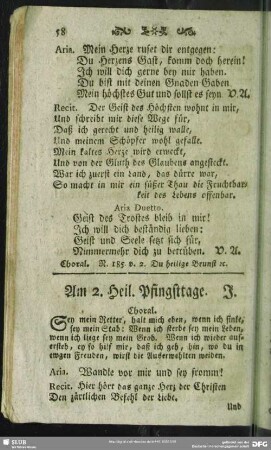 58
Aria. Mein Herze rufet dir entgegen:
Du Herzens Gast, komm doch herein!
Ich will dich gerne bey mir haben.
Du bist mit deinen Gnaden Gaben
Mein höchstes Gut und sollst es seyn V. A.
Recit. Der Geist des Höchsten wohnt in mir,
Und schreibt mir diese Wege für,
Daß ich gerecht und heilig walle,
Und meinem Schöpfer wohl gefalle.
Mein kaltes Herze wird erweckt,
Und von der Gluth des Glaubens angesteckt.
War ich zuerst ein Land, das dürre war,
So macht in mir ein süßer Thau die Fruchtbar-
keit des Lebens offenbar.
Aria Duetto.
Geist des Trostes bleib in mir!
Ich will dich beständig lieben;
Geist und Seele setzt sich für,
Nimmermehr dich zu betrüben. V. A.
Choral. N. 185 v. 2. Du heilige Brunst ec.
Am 2. Heil. Pfingsttage. J.
Choral.
Sey mein Retter, halt mich eben, wenn ich sinke,
sey mein Stab: Wenn ich sterbe sey mein Leben,
wenn ich liege sey mein Grab. Wenn ich wieder auf-
ersteh, ey so hilf mir, daß ich geh, hin, wo du in
ewgen Freuden, wirst die Auserwehlten weiden.
Aria. Wandle vor mir und sey fromm!
Recit. Hier hört das ganze Herz der Christen
Den zärtlichen Befehl der Liebe.
Und